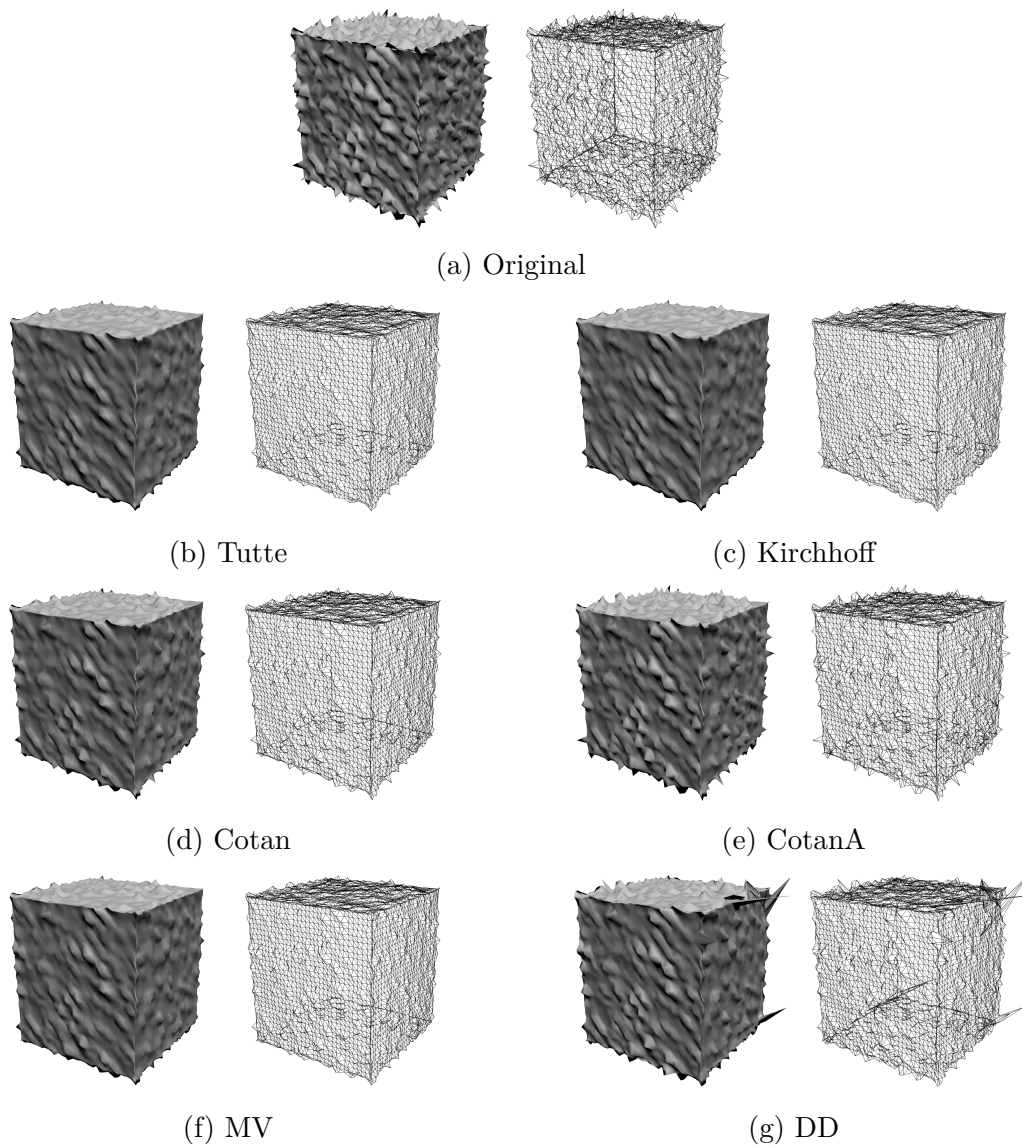 (a) Original
(b) Tutte
(c) Kirchhoff
(d) Cotan
(e) CotanA
(f) MV
(g) DD